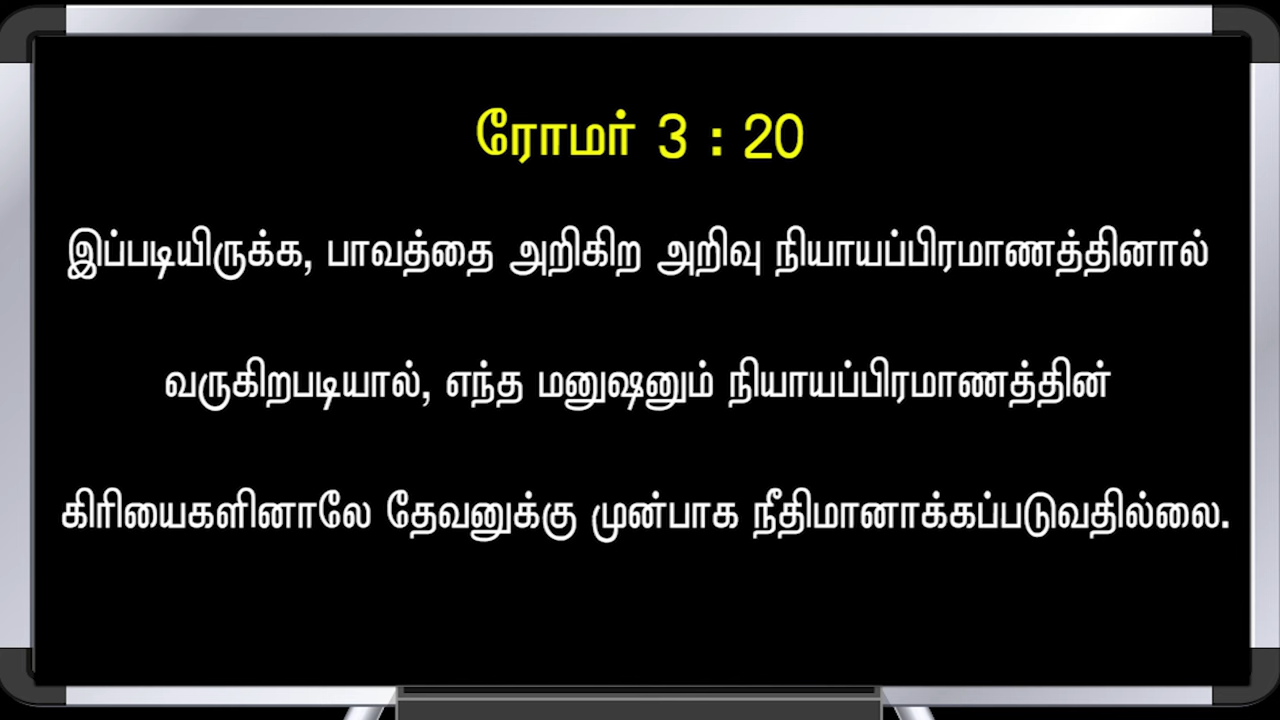 ரோமர் 3 : 20
இப்படியிருக்க, பாவத்தை அறிகிற அறிவு நியாயப்பிரமாணத்தினால்
வருகிறபடியால், எந்த மனுஷனும் நியாயப்பிரமாணத்தின்
கிரியைகளினாலே தேவனுக்கு முன்பாக நீதிமானாக்கப்படுவதில்லை.